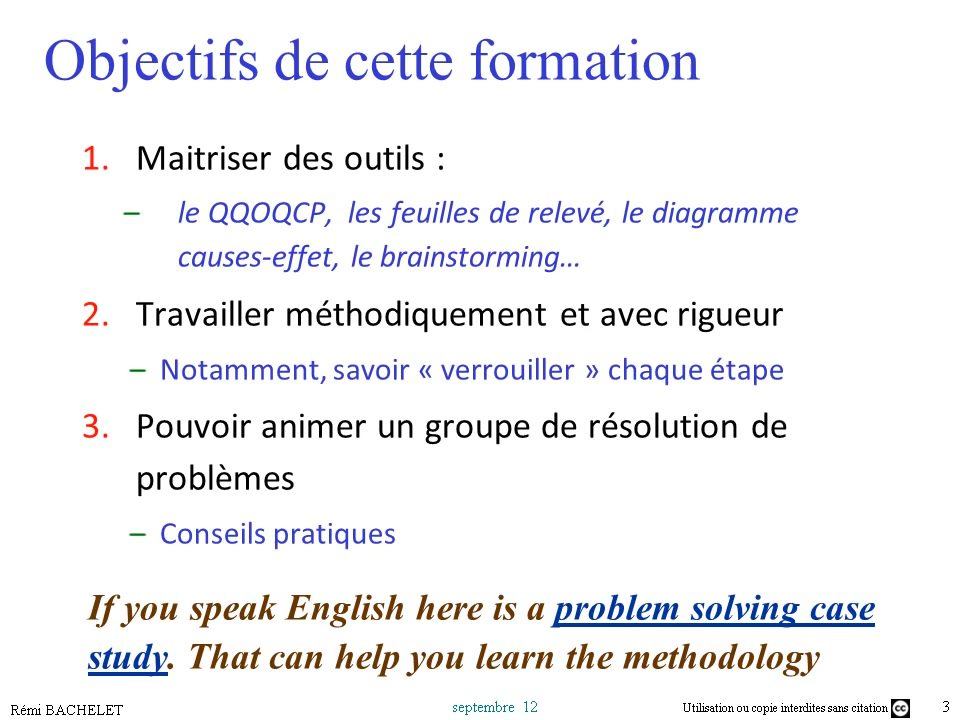 Objectifs de cette formation
1. Maitriser des outils :
– le QQOQCP, les feuilles de relevé, le diagramme
causes-effet, le brainstorming…
2. Travailler méthodiquement et avec rigueur
– Notamment, savoir « verrouiller » chaque étape
3. Pouvoir animer un groupe de résolution de
problèmes
– Conseils pratiques
If you speak English here is a problem solving case
study. That can help you learn the methodology
Rémi BACHELET septembre 12 Utilisation ou copie interdites sans citation cc 3